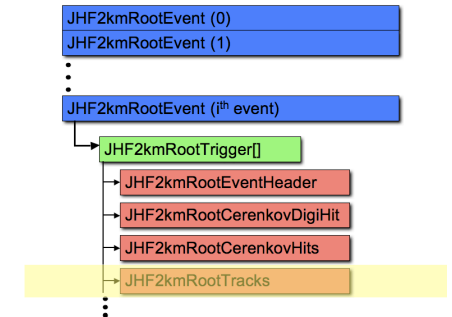 JHF2kmRootEvent (0)
JHF2kmRootEvent (1)
JHF2kmRootEvent (ith event)
JHF2kmRootTrigger[]
JHF2kmRootEventHeader
JHF2kmRootCerenkovDigiHit
JHF2kmRootCerenkovHits
JHF2kmRootTracks